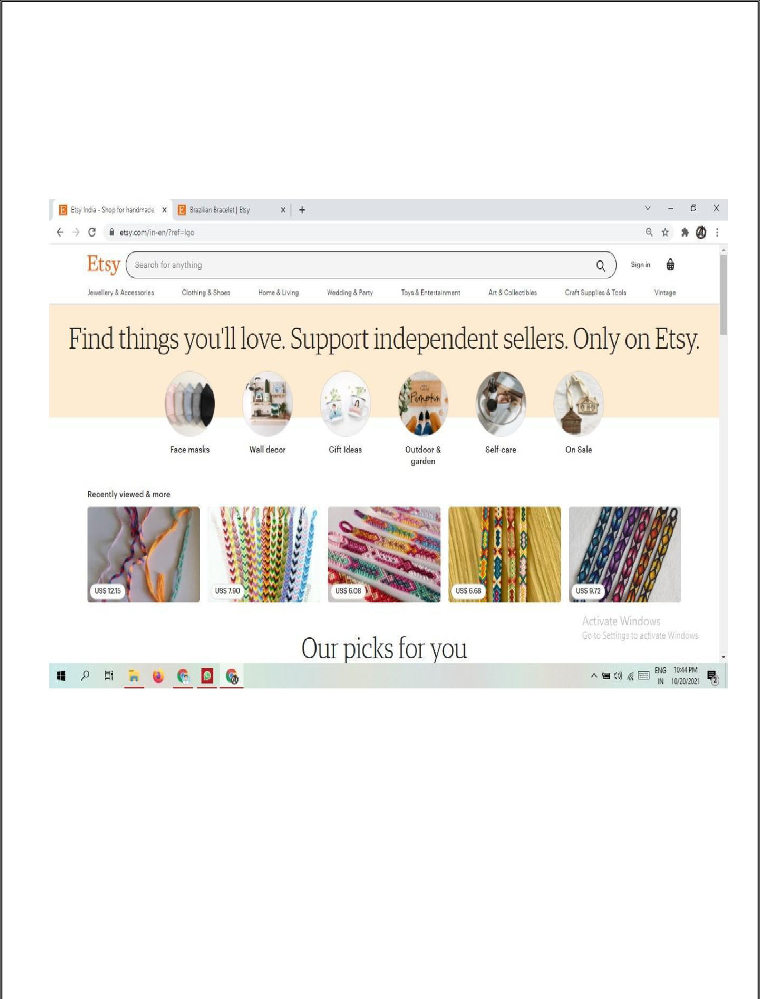 Etsy India - Shop for handmade
Brazilian Bracelet | Etsy
etsy.com/in-en/?ref=lgo
Etsy
Search for anything
Sign in
Jewellery & Accessories
Clothing & Shoes
Home & Living
Wedding & Party
Toys & Entertainment
Art & Collectibles
Craft Supplies & Tools
Vintage
Find things you'll love. Support independent sellers. Only on Etsy.
Pumpkin
Face masks
Wall decor
Gift Ideas
Outdoor &
garden
Self-care
On Sale
Recently viewed & more
US$ 12.15
US$ 7.90
US$ 6.08
US$ 6.68
US$ 9.72
Activate Windows
Go to Settings to activate Windows.
Our picks for you
ENG
IN
10:44 PM
10/20/2021
2